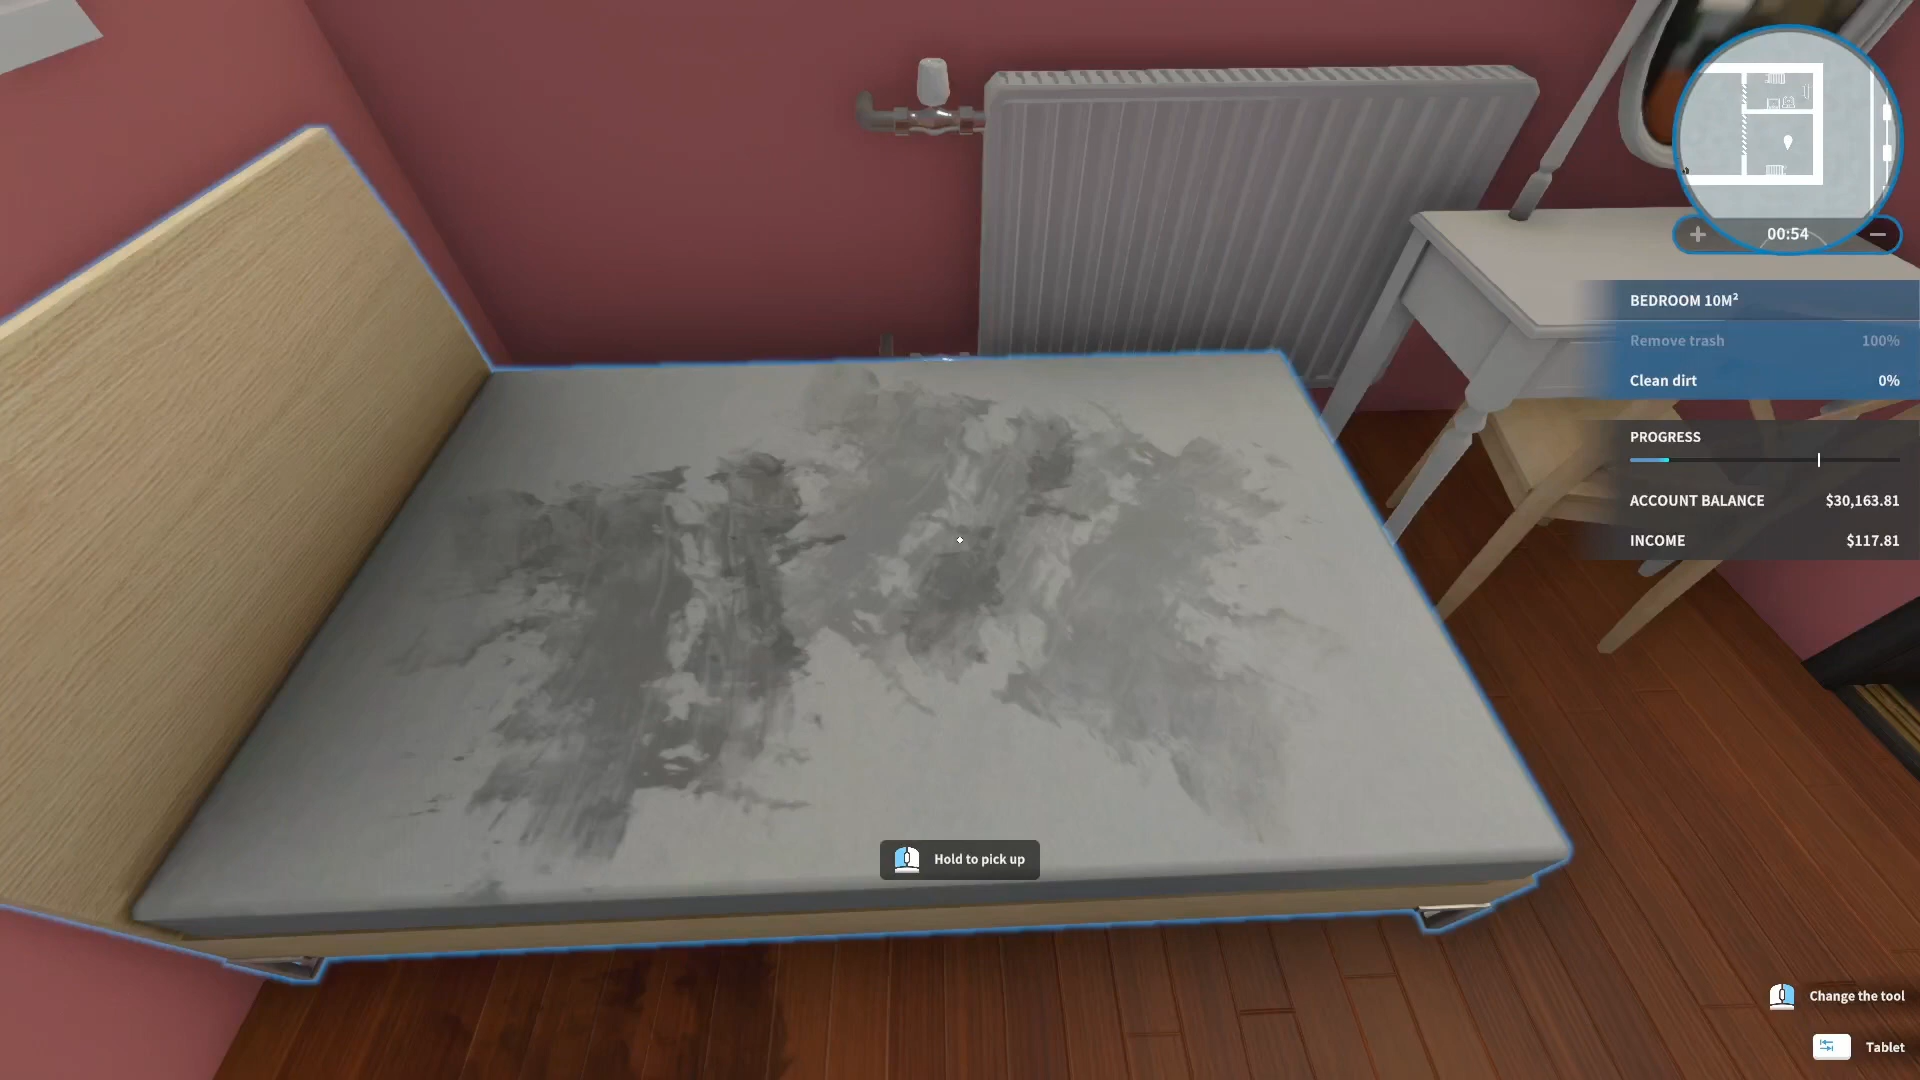 00:54
BEDROOM 10M²
Remove trash 100%
Clean dirt 0%
PROGRESS
ACCOUNT BALANCE $30,163.81
INCOME $117.81
Hold to pick up
Change the tool
Tablet